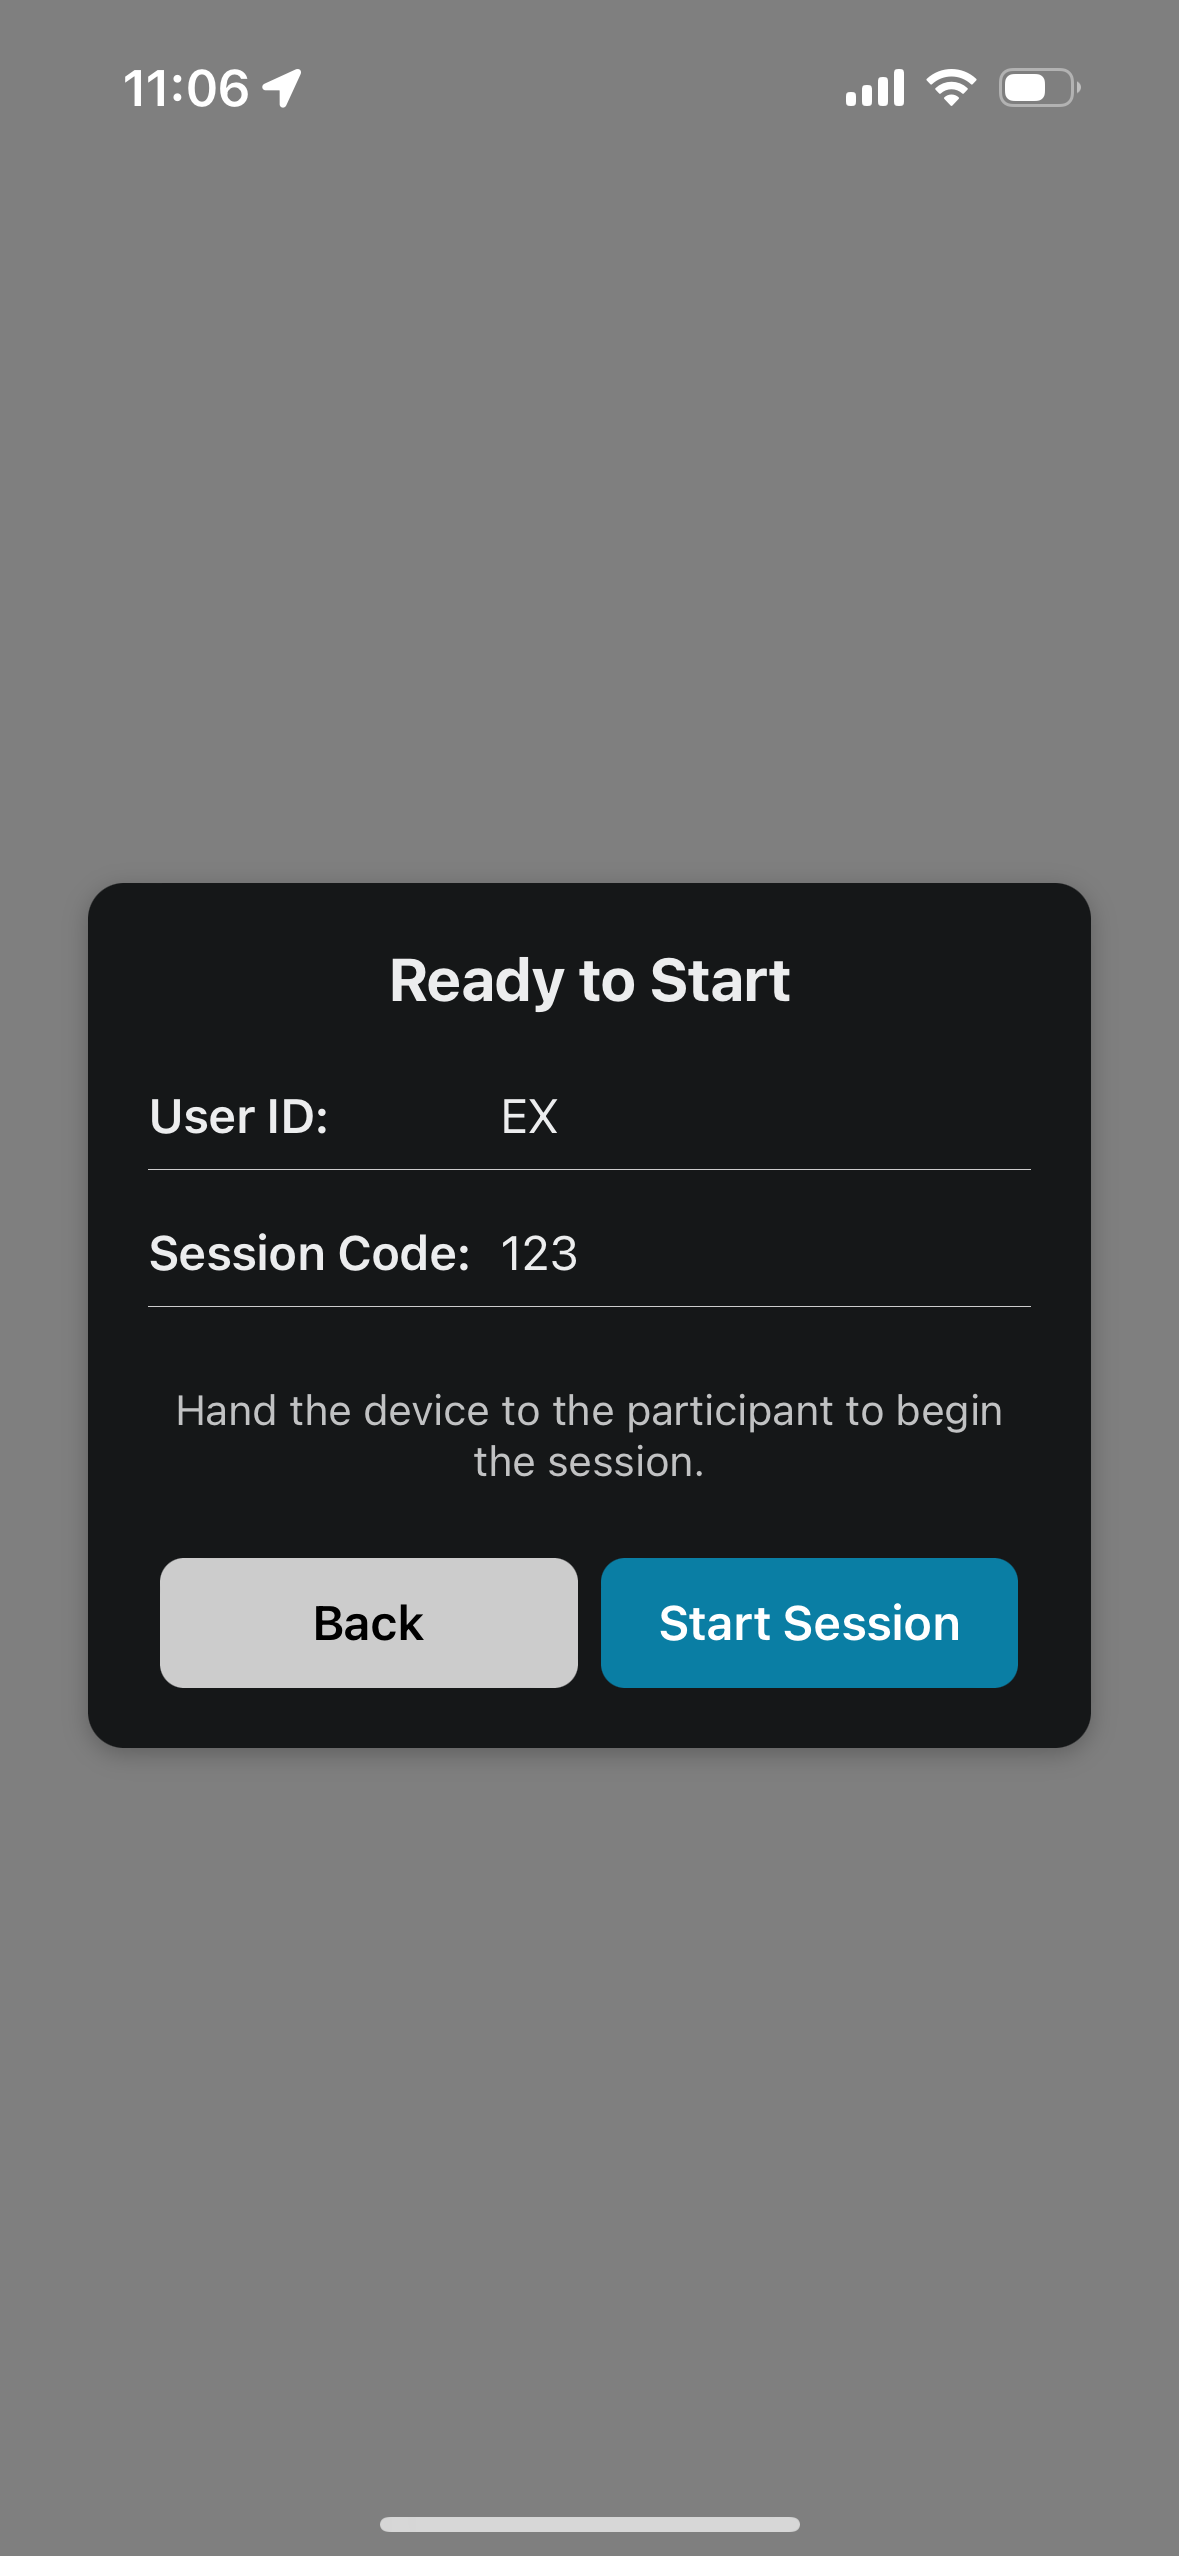 11:06
Ready to Start
User ID: EX
Session Code: 123
Hand the device to the participant to begin
the session.
Back
Start Session